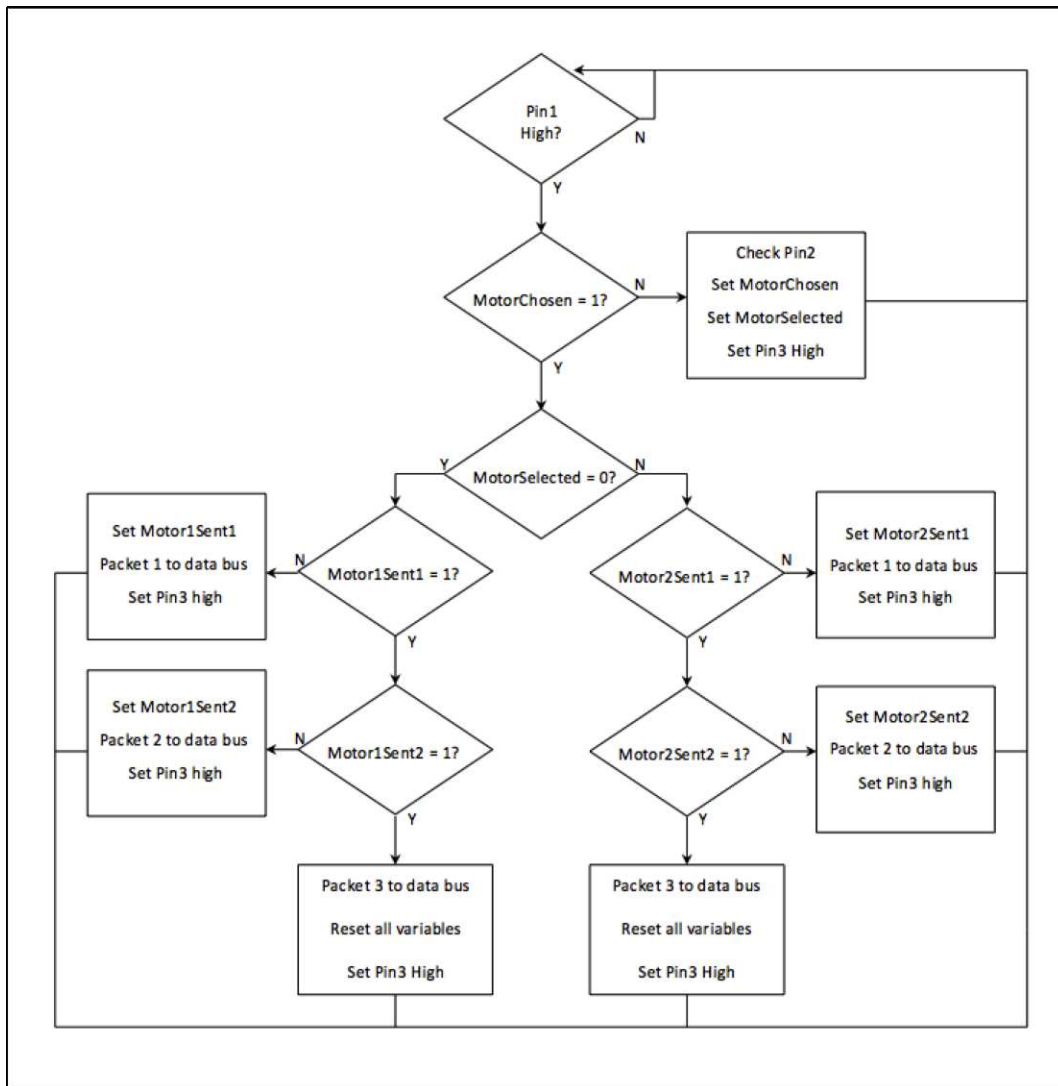 Pin1
High?
N
Y
MotorChosen = 1?
N
Check Pin2
Set MotorChosen
Set MotorSelected
Set Pin3 High
Y
MotorSelected = 0?
Y
N
Set Motor1Sent1
Packet 1 to data bus
Set Pin3 high
N
Motor1Sent1 = 1?
Y
Motor2Sent1 = 1?
N
Y
Set Motor2Sent1
Packet 1 to data bus
Set Pin3 high
Set Motor1Sent2
Packet 2 to data bus
Set Pin3 high
N
Motor1Sent2 = 1?
Y
Motor2Sent2 = 1?
N
Y
Set Motor2Sent2
Packet 2 to data bus
Set Pin3 high
Packet 3 to data bus
Reset all variables
Set Pin3 High
Packet 3 to data bus
Reset all variables
Set Pin3 High